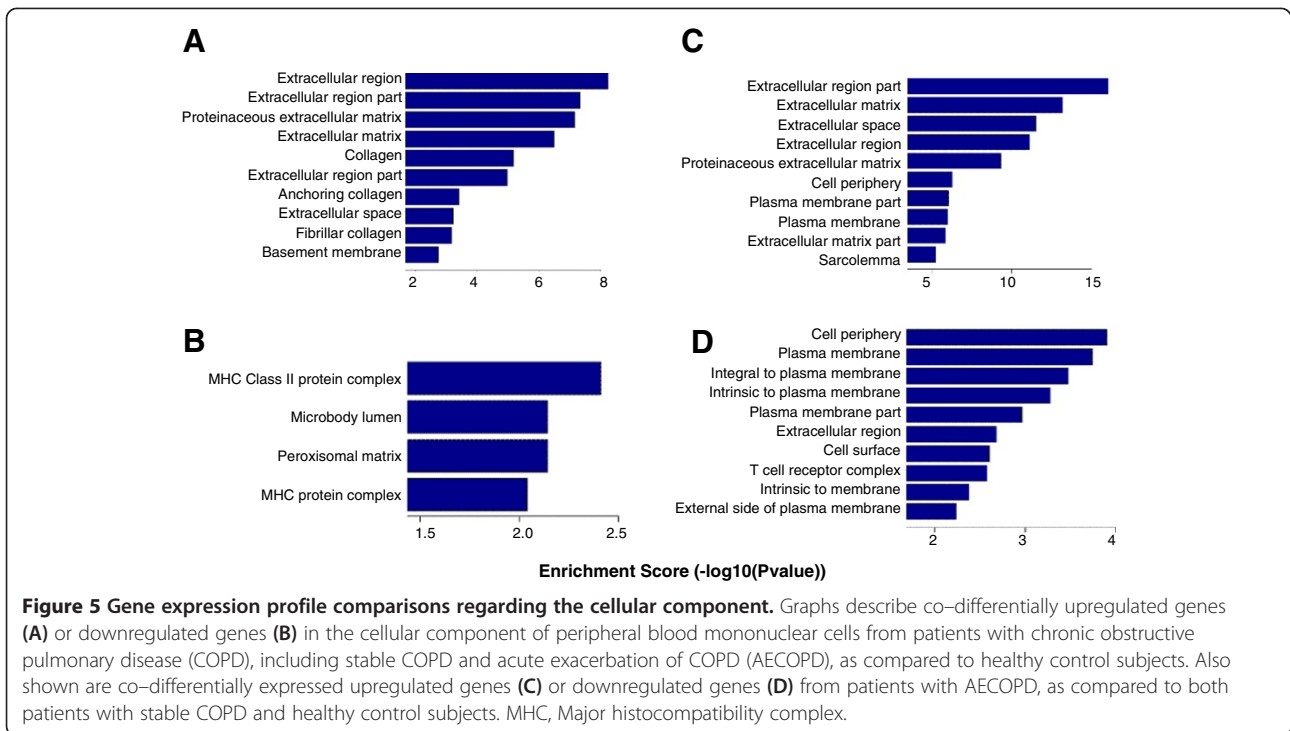 A
Extracellular region
Extracellular region part
Proteinaceous extracellular matrix
Extracellular matrix
Collagen
Extracellular region part
Anchoring collagen
Extracellular space
Fibrillar collagen
Basement membrane
2 4 6 8
C
Extracellular region part
Extracellular matrix
Extracellular space
Extracellular region
Proteinaceous extracellular matrix
Cell periphery
Plasma membrane part
Plasma membrane
Extracellular matrix part
Sarcolemma
5 10 15
B
MHC Class II protein complex
Microbody lumen
Peroxisomal matrix
MHC protein complex
1.5 2.0 2.5
D
Cell periphery
Plasma membrane
Integral to plasma membrane
Intrinsic to plasma membrane
Plasma membrane part
Extracellular region
Cell surface
T cell receptor complex
Intrinsic to membrane
External side of plasma membrane
2 3 4
Enrichment Score (-log10(Pvalue))
Figure 5 Gene expression profile comparisons regarding the cellular component. Graphs describe co–differentially upregulated genes
(A) or downregulated genes (B) in the cellular component of peripheral blood mononuclear cells from patients with chronic obstructive
pulmonary disease (COPD), including stable COPD and acute exacerbation of COPD (AECOPD), as compared to healthy control subjects. Also
shown are co–differentially expressed upregulated genes (C) or downregulated genes (D) from patients with AECOPD, as compared to both
patients with stable COPD and healthy control subjects. MHC, Major histocompatibility complex.